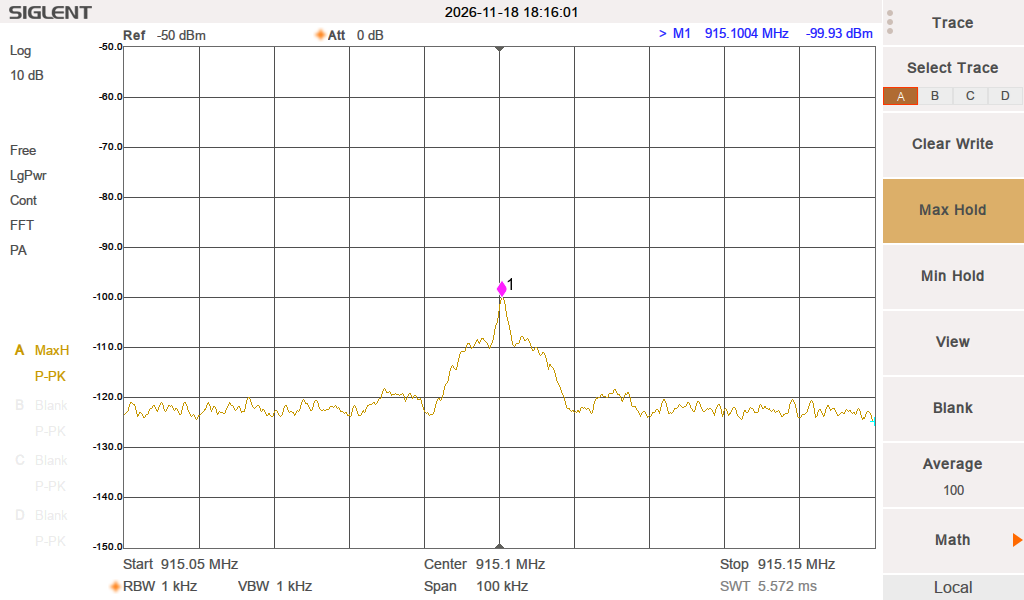 SIGLENT 2026-11-18 18:16:01
Ref -50 dBm Att 0 dB > M1 915.1004 MHz -99.93 dBm
Log
10 dB
Free
LgPwr
Cont
FFT
PA
A MaxH
P-PK
B Blank
P-PK
C Blank
P-PK
D Blank
P-PK
-50.0
-60.0
-70.0
-80.0
-90.0
-100.0
-110.0
-120.0
-130.0
-140.0
-150.0
1
Start 915.05 MHz Center 915.1 MHz Stop 915.15 MHz
RBW 1 kHz VBW 1 kHz Span 100 kHz SWT 5.572 ms
Trace
Select Trace
A B C D
Clear Write
Max Hold
Min Hold
View
Blank
Average
100
Math
Local